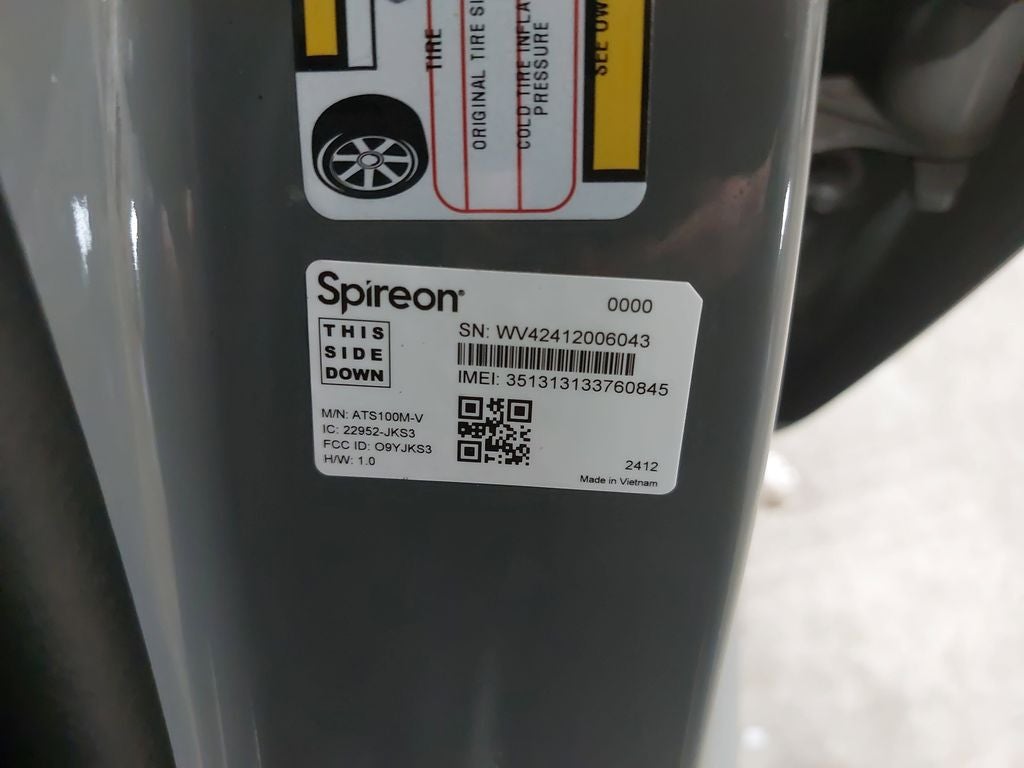 TIRE
ORIGINAL TIRE SI
COLD TIRE INFLA
PRESSURE
SEE OW
Spireon®
0000
THIS
SIDE
DOWN
SN: WV42412006043
IMEI: 351313133760845
M/N: ATS100M-V
IC: 22952-JKS3
FCC ID: O9YJKS3
H/W: 1.0
2412
Made in Vietnam